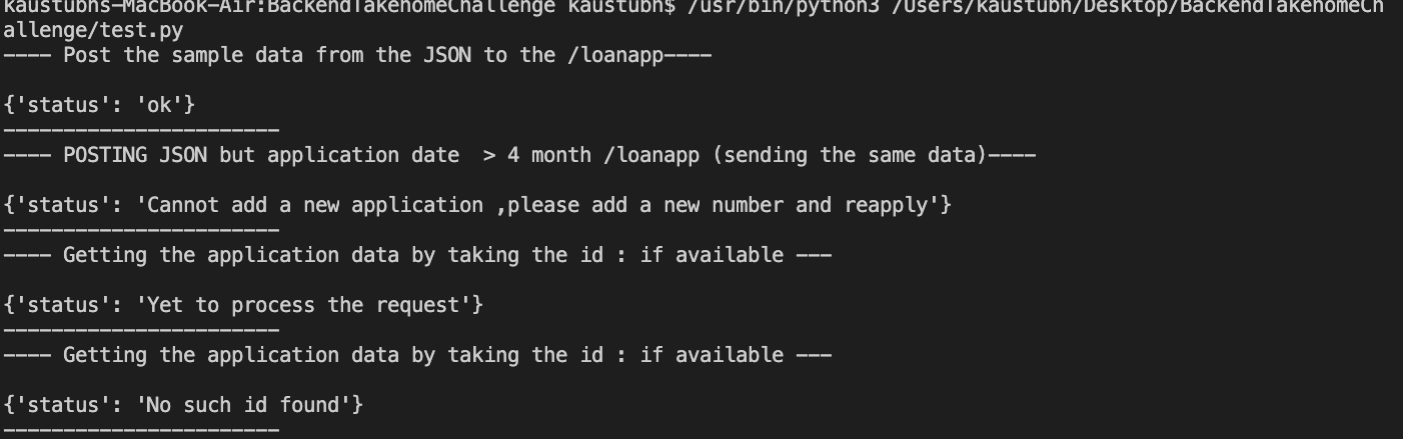 kaustubhs-MacBook-Air:BackendTakehomeChallenge kaustubh$ /usr/bin/python3 /Users/kaustubh/Desktop/BackendTakehomeCh
allenge/test.py
---- Post the sample data from the JSON to the /loanapp----
{'status': 'ok'}
-----------------------
---- POSTING JSON but application date  > 4 month /loanapp (sending the same data)----
{'status': 'Cannot add a new application ,please add a new number and reapply'}
-----------------------
---- Getting the application data by taking the id : if available ---
{'status': 'Yet to process the request'}
-----------------------
---- Getting the application data by taking the id : if available ---
{'status': 'No such id found'}
-----------------------